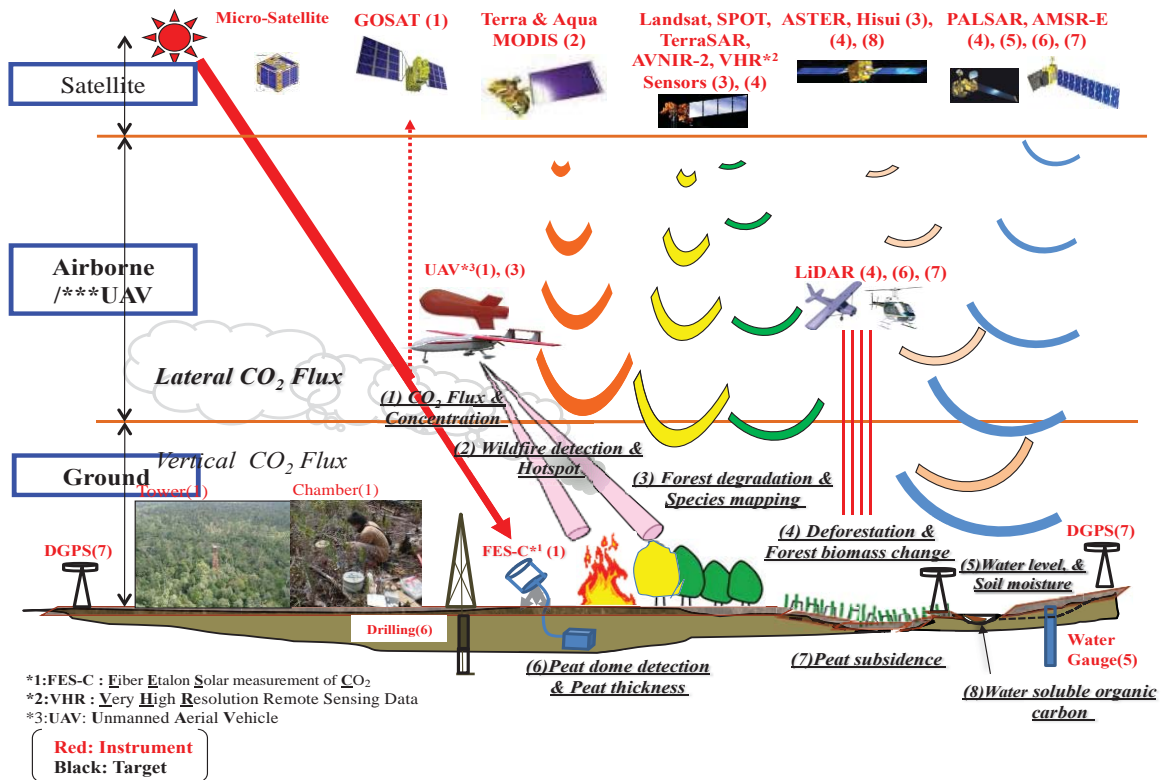 Micro-Satellite
GOSAT (1)
Terra & Aqua
MODIS (2)
Landsat, SPOT,
TerraSAR,
AVNIR-2, VHR*2
Sensors (3), (4)
ASTER, Hisui (3),
(4), (8)
PALSAR, AMSR-E
(4), (5), (6), (7)
Satellite
Airborne
/***UAV
UAV*3(1), (3)
LiDAR (4), (6), (7)
Lateral CO2 Flux
(1) CO2 Flux &
Concentration
(2) Wildfire detection &
Hotspot
(3) Forest degradation &
Species mapping
(4) Deforestation &
Forest biomass change
(5)Water level, &
Soil moisture
Ground
Vertical CO2 Flux
Tower(1)
Chamber(1)
DGPS(7)
FES-C*1 (1)
DGPS(7)
Drilling(6)
(6)Peat dome detection
& Peat thickness
(7)Peat subsidence
Water
Gauge(5)
(8)Water soluble organic
carbon
*1:FES-C : Fiber Etalon Solar measurement of CO2
*2:VHR : Very High Resolution Remote Sensing Data
*3:UAV: Unmanned Aerial Vehicle
Red: Instrument
Black: Target